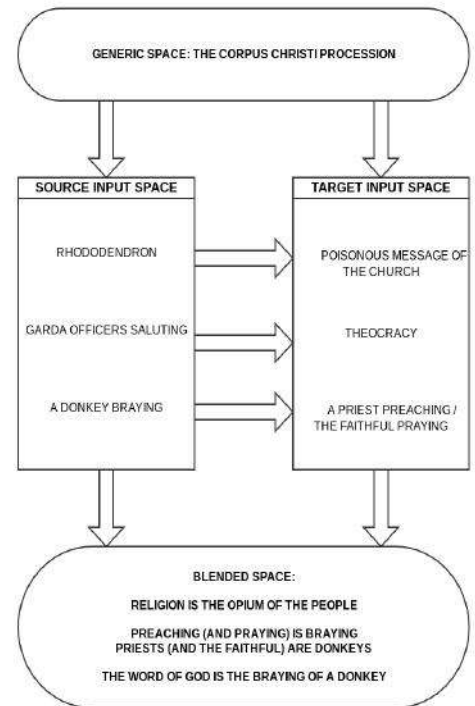 GENERIC SPACE: THE CORPUS CHRISTI PROCESSION
SOURCE INPUT SPACE
RHODODENDRON
GARDA OFFICERS SALUTING
A DONKEY BRAYING
TARGET INPUT SPACE
POISONOUS MESSAGE OF
THE CHURCH
THEOCRACY
A PRIEST PREACHING /
THE FAITHFUL PRAYING
BLENDED SPACE:
RELIGION IS THE OPIUM OF THE PEOPLE
PREACHING (AND PRAYING) IS BRAYING
PRIESTS (AND THE FAITHFUL) ARE DONKEYS
THE WORD OF GOD IS THE BRAYING OF A DONKEY